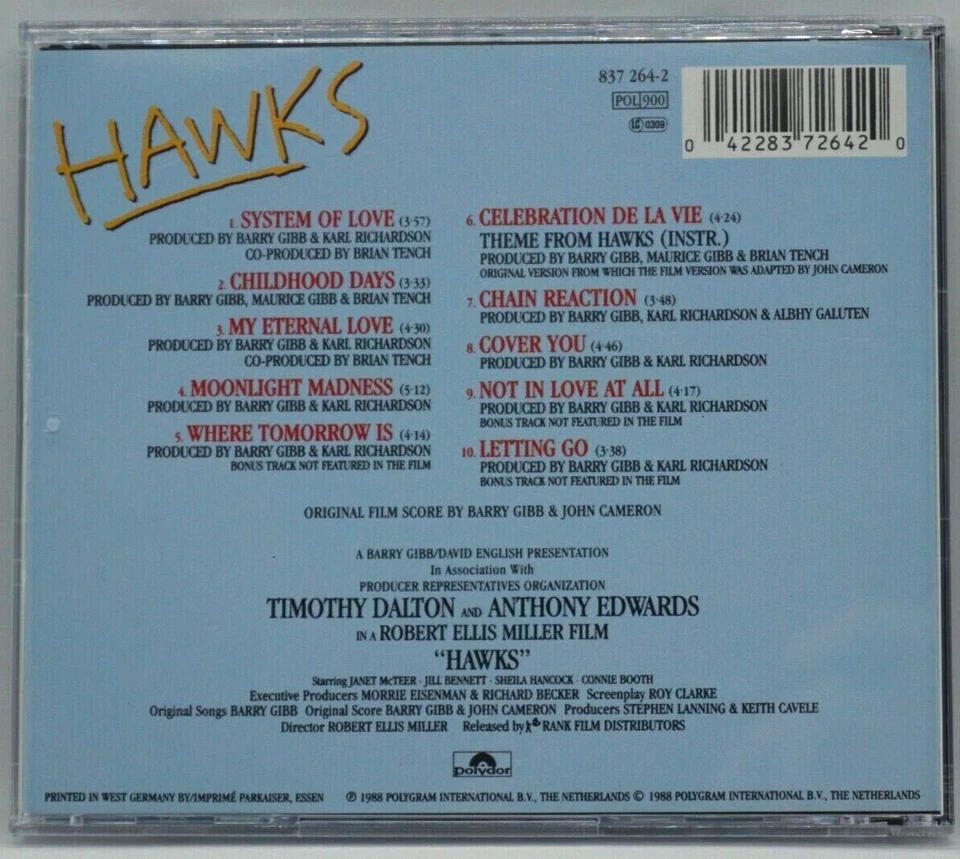 HAWKS
837 264-2
POL 900
LC 0309
0 42283 72642 0
1. SYSTEM OF LOVE (3·57)
PRODUCED BY BARRY GIBB & KARL RICHARDSON
CO-PRODUCED BY BRIAN TENCH
2. CHILDHOOD DAYS (3·33)
PRODUCED BY BARRY GIBB, MAURICE GIBB & BRIAN TENCH
3. MY ETERNAL LOVE (4·30)
PRODUCED BY BARRY GIBB & KARL RICHARDSON
CO-PRODUCED BY BRIAN TENCH
4. MOONLIGHT MADNESS (5·12)
PRODUCED BY BARRY GIBB & KARL RICHARDSON
5. WHERE TOMORROW IS (4·14)
PRODUCED BY BARRY GIBB & KARL RICHARDSON
BONUS TRACK NOT FEATURED IN THE FILM
6. CELEBRATION DE LA VIE (4·24)
THEME FROM HAWKS (INSTR.)
PRODUCED BY BARRY GIBB, MAURICE GIBB & BRIAN TENCH
ORIGINAL VERSION FROM WHICH THE FILM VERSION WAS ADAPTED BY JOHN CAMERON
7. CHAIN REACTION (3·48)
PRODUCED BY BARRY GIBB, KARL RICHARDSON & ALBHY GALUTEN
8. COVER YOU (4·46)
PRODUCED BY BARRY GIBB & KARL RICHARDSON
9. NOT IN LOVE AT ALL (4·17)
PRODUCED BY BARRY GIBB & KARL RICHARDSON
BONUS TRACK NOT FEATURED IN THE FILM
10. LETTING GO (3·38)
PRODUCED BY BARRY GIBB & KARL RICHARDSON
BONUS TRACK NOT FEATURED IN THE FILM
ORIGINAL FILM SCORE BY BARRY GIBB & JOHN CAMERON
A BARRY GIBB/DAVID ENGLISH PRESENTATION
In Association With
PRODUCER REPRESENTATIVES ORGANIZATION
TIMOTHY DALTON AND ANTHONY EDWARDS
IN A ROBERT ELLIS MILLER FILM
"HAWKS"
Starring JANET McTEER · JILL BENNETT · SHEILA HANCOCK · CONNIE BOOTH
Executive Producers MORRIE EISENMAN & RICHARD BECKER Screenplay ROY CLARKE
Original Songs BARRY GIBB Original Score BARRY GIBB & JOHN CAMERON Producers STEPHEN LANNING & KEITH CAVELE
Director ROBERT ELLIS MILLER Released by RANK FILM DISTRIBUTORS
polydor
PRINTED IN WEST GERMANY BY/IMPRIMÉ PARKAISER, ESSEN ℗ 1988 POLYGRAM INTERNATIONAL B.V., THE NETHERLANDS © 1988 POLYGRAM INTERNATIONAL B.V., THE NETHERLANDS